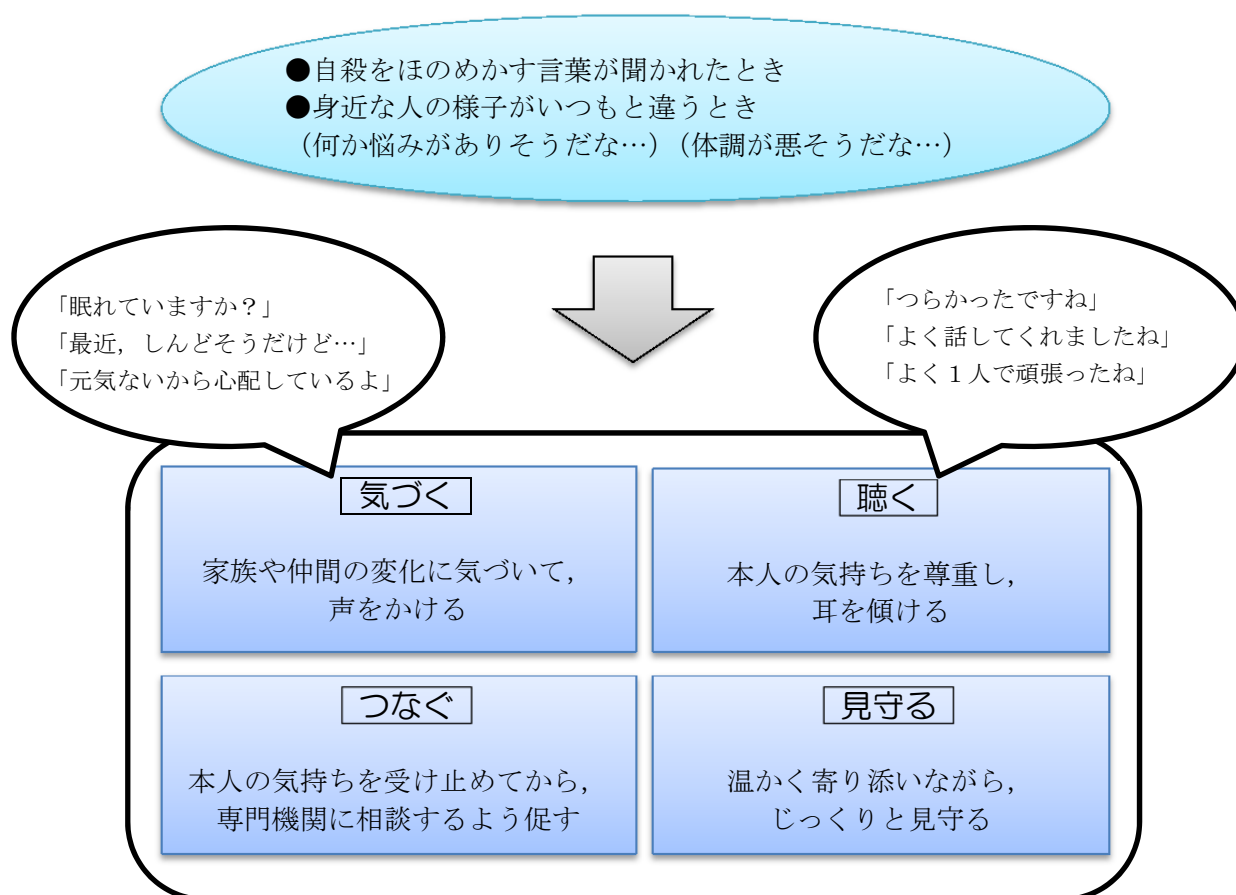 ●自殺をほのめかす言葉が聞かれたとき
●身近な人の様子がいつもと違うとき
（何か悩みがありそうだな…）（体調が悪そうだな…）
「眠れていますか？」
「最近，しんどそうだけど…」
「元気ないから心配しているよ」
「つらかったですね」
「よく話してくれましたね」
「よく１人で頑張ったね」
気づく
家族や仲間の変化に気づいて，
声をかける
聴く
本人の気持ちを尊重し，
耳を傾ける
つなぐ
本人の気持ちを受け止めてから，
専門機関に相談するよう促す
見守る
温かく寄り添いながら，
じっくりと見守る